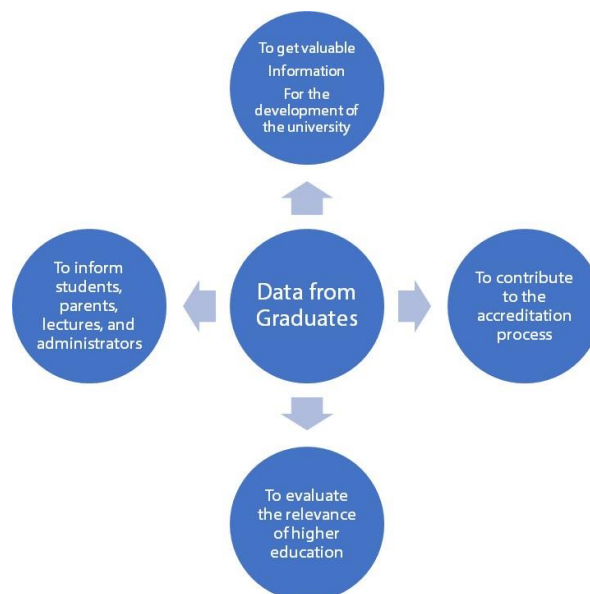 To get valuable
Information
For the
development of
the university
To inform
students,
parents,
lectures, and
administrators
Data from
Graduates
To contribute
to the
accreditation
process
To evaluate
the relevance
of higher
education